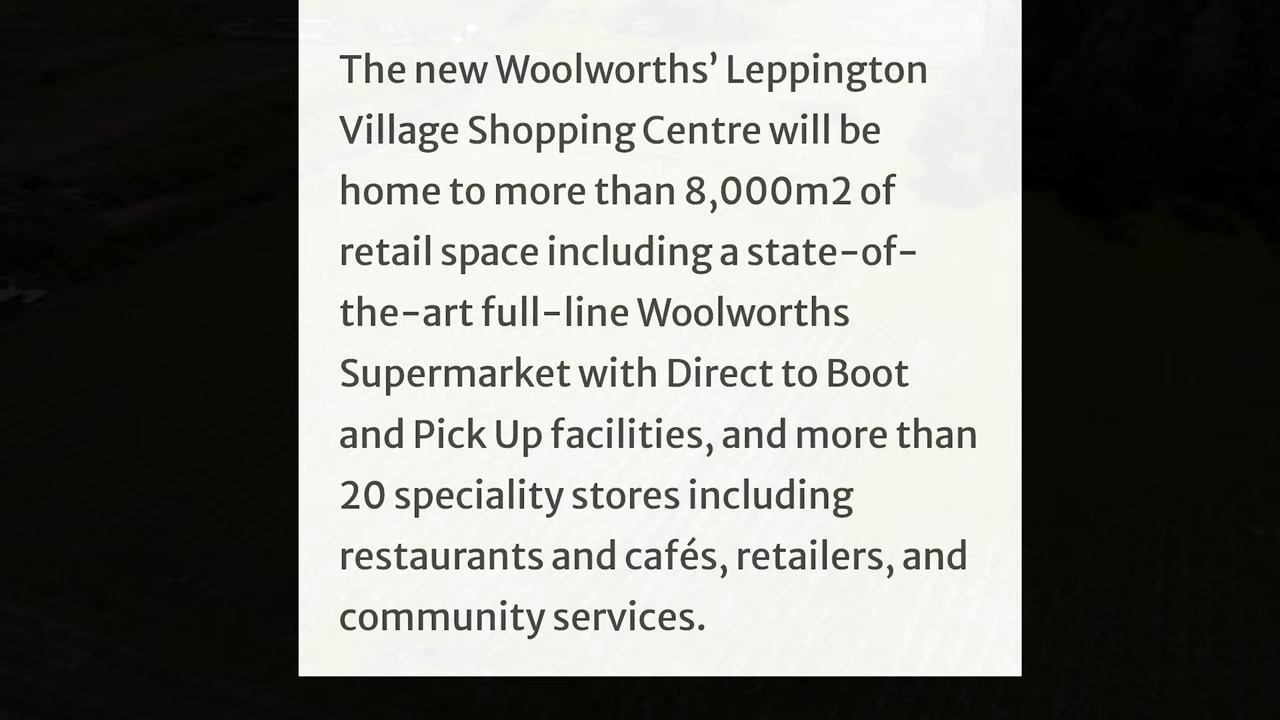 The new Woolworths’ Leppington
Village Shopping Centre will be
home to more than 8,000m2 of
retail space including a state-of-
the-art full-line Woolworths
Supermarket with Direct to Boot
and Pick Up facilities, and more than
20 speciality stores including
restaurants and cafés, retailers, and
community services.